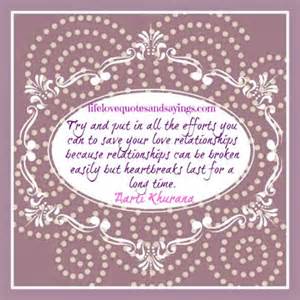 lifelovequotesandsayings.com
Try and put in all the efforts you
can to save your love relationships
because relationships can be broken
easily but heartbreaks last for a
long time.
Aarti Khurana